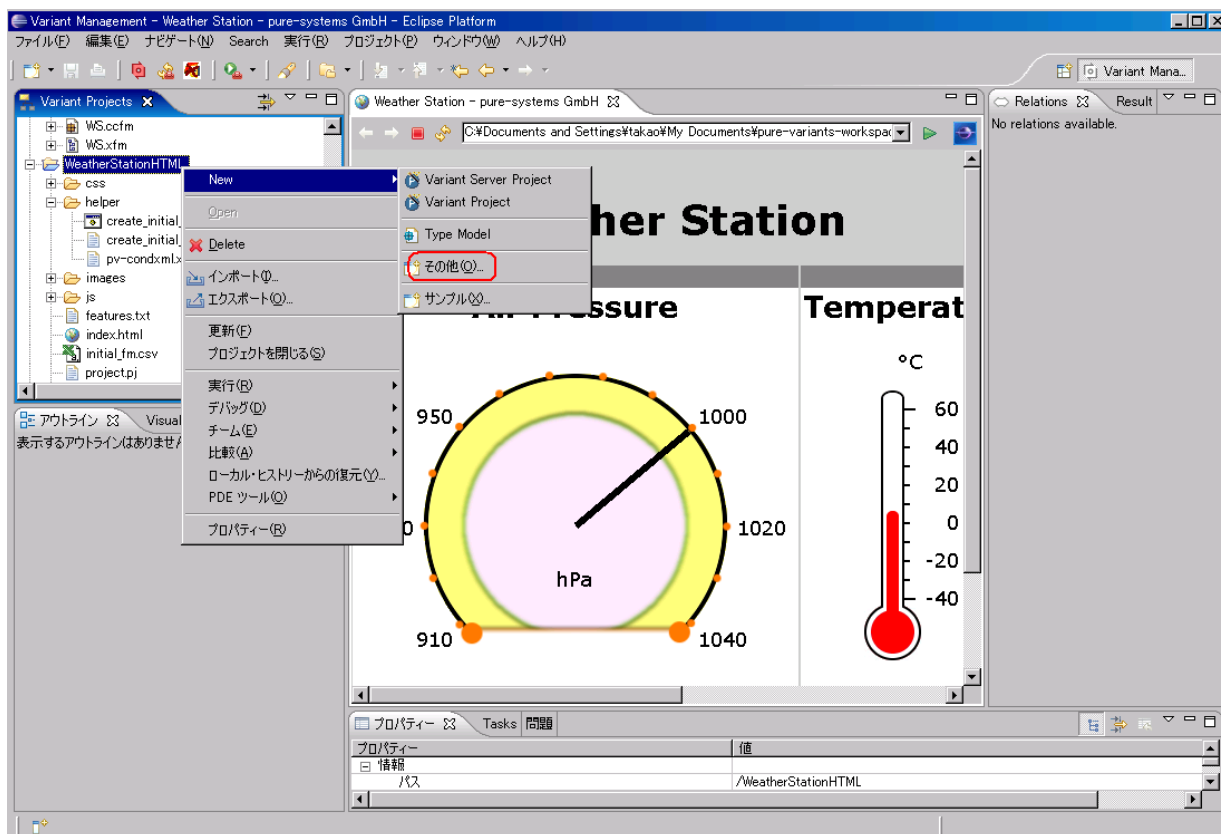 Variant Management - Weather Station - pure-systems GmbH - Eclipse Platform
ファイル(F) 編集(E) ナビゲート(N) Search 実行(R) プロジェクト(P) ウィンドウ(W) ヘルプ(H)
Variant Mana...
Variant Projects
WS.ccfm
WS.xfm
WeatherStationHTML
css
helper
create_initial_
create_initial_
pv-condxml.x
images
js
features.txt
index.html
initial_fm.csv
project.pj
アウトライン Visual
表示するアウトラインはありません
New
Open
Delete
インポート(I)...
エクスポート(O)...
更新(F)
プロジェクトを閉じる(S)
実行(R)
デバッグ(D)
チーム(E)
比較(A)
ローカル・ヒストリーからの復元(Y)...
PDE ツール(O)
プロパティー(R)
Variant Server Project
Variant Project
Type Model
その他(O)...
サンプル(X)...
Weather Station - pure-systems GmbH
C:¥Documents and Settings¥takao¥My Documents¥pure-variants-workspac
her Station
Air Pressure
Temperat
950
1000
0
1020
hPa
910
1040
°C
60
40
20
0
-20
-40
Relations Result
No relations available.
プロパティー Tasks 問題
プロパティー 値
情報
パス /WeatherStationHTML